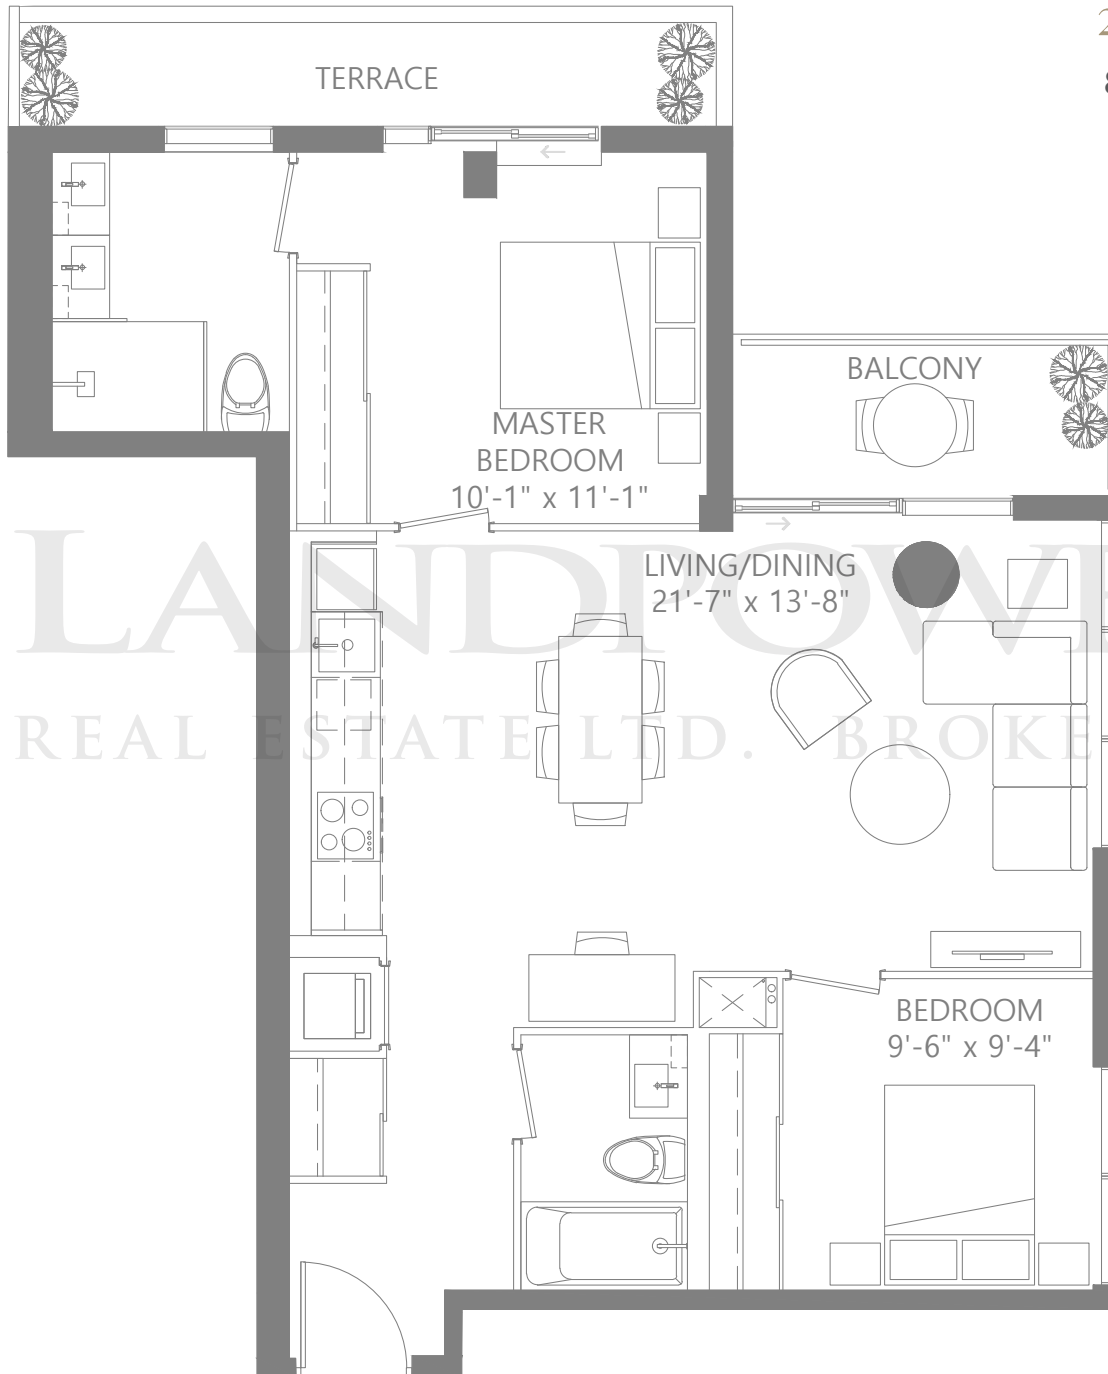 TERRACE
BALCONY
MASTER
BEDROOM
10'-1" x 11'-1"
LIVING/DINING
21'-7" x 13'-8"
LANDPOWE
REAL ESTATE LTD. BROKE
BEDROOM
9'-6" x 9'-4"